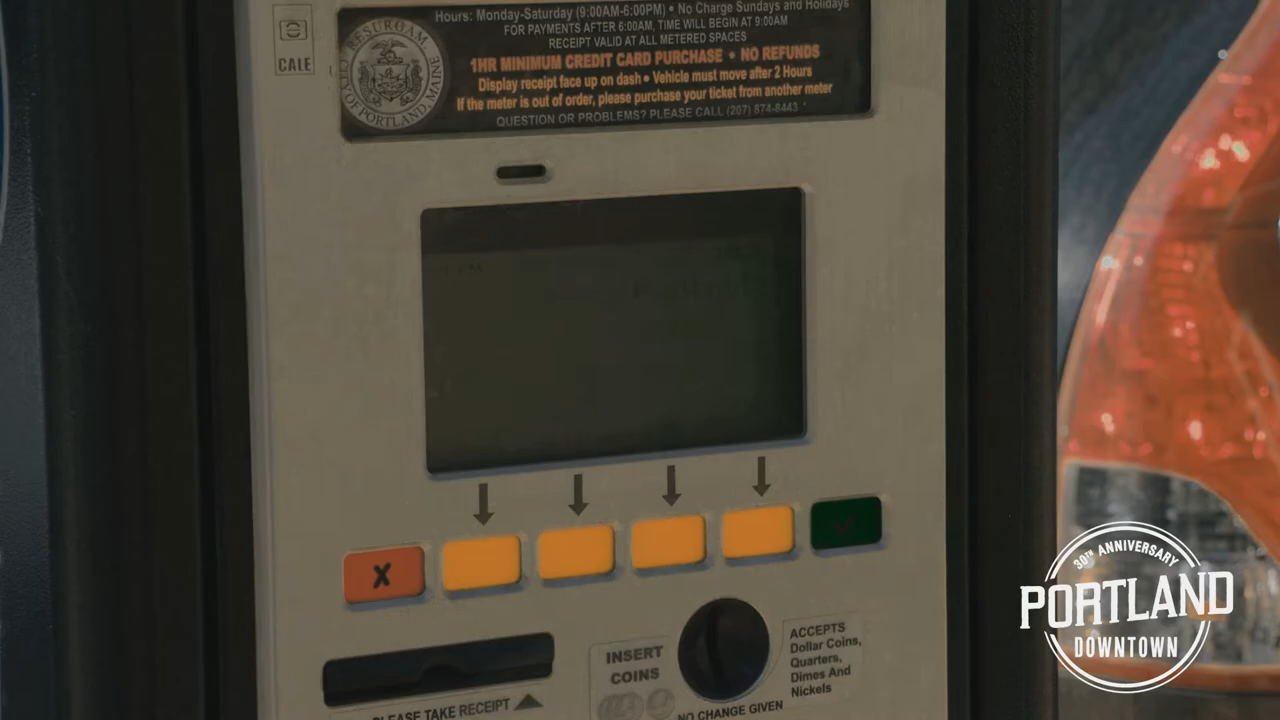 Hours: Monday-Saturday (9:00AM-6:00PM) • No Charge Sundays and Holidays
FOR PAYMENTS AFTER 6:00AM, TIME WILL BEGIN AT 9:00AM
RECEIPT VALID AT ALL METERED SPACES
1HR MINIMUM CREDIT CARD PURCHASE • NO REFUNDS
Display receipt face up on dash • Vehicle must move after 2 Hours
If the meter is out of order, please purchase your ticket from another meter
QUESTION OR PROBLEMS? PLEASE CALL (207) 874-8443
RESURGAM
CITY OF PORTLAND MAINE
CALE
X
INSERT
COINS
ACCEPTS
Dollar Coins,
Quarters,
Dimes And
Nickels
PLEASE TAKE RECEIPT
NO CHANGE GIVEN
30TH ANNIVERSARY
PORTLAND
DOWNTOWN